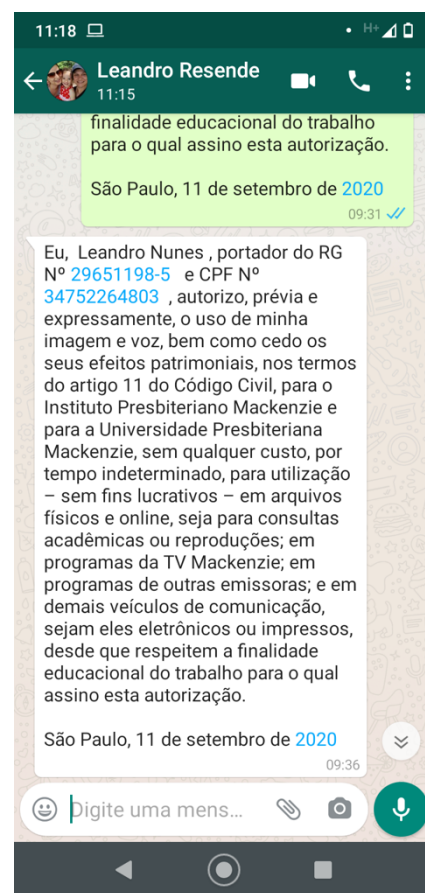 11:18
H+
Leandro Resende
11:15
finalidade educacional do trabalho
para o qual assino esta autorização.
São Paulo, 11 de setembro de 2020
09:31
Eu,  Leandro Nunes , portador do RG
Nº 29651198-5   e CPF Nº
34752264803  , autorizo, prévia e
expressamente, o uso de minha
imagem e voz, bem como cedo os
seus efeitos patrimoniais, nos termos
do artigo 11 do Código Civil, para o
Instituto Presbiteriano Mackenzie e
para a Universidade Presbiteriana
Mackenzie, sem qualquer custo, por
tempo indeterminado, para utilização
– sem fins lucrativos – em arquivos
físicos e online, seja para consultas
acadêmicas ou reproduções; em
programas da TV Mackenzie; em
programas de outras emissoras; e em
demais veículos de comunicação,
sejam eles eletrônicos ou impressos,
desde que respeitem a finalidade
educacional do trabalho para o qual
assino esta autorização.
São Paulo, 11 de setembro de 2020
09:36
Digite uma mens...